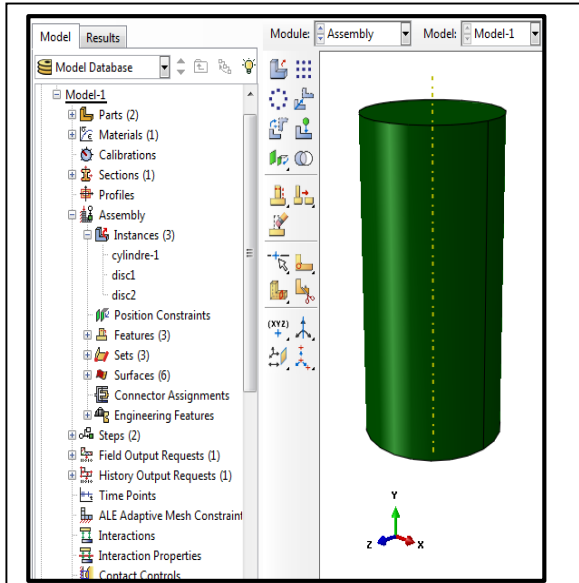 Model Results
Module: Assembly Model: Model-1
Model Database
Model-1
Parts (2)
Materials (1)
Calibrations
Sections (1)
Profiles
Assembly
Instances (3)
cylindre-1
disc1
disc2
Position Constraints
Features (3)
Sets (3)
Surfaces (6)
Connector Assignments
Engineering Features
Steps (2)
Field Output Requests (1)
History Output Requests (1)
Time Points
ALE Adaptive Mesh Constraint
Interactions
Interaction Properties
Contact Controls
(XYZ)
Y
Z X